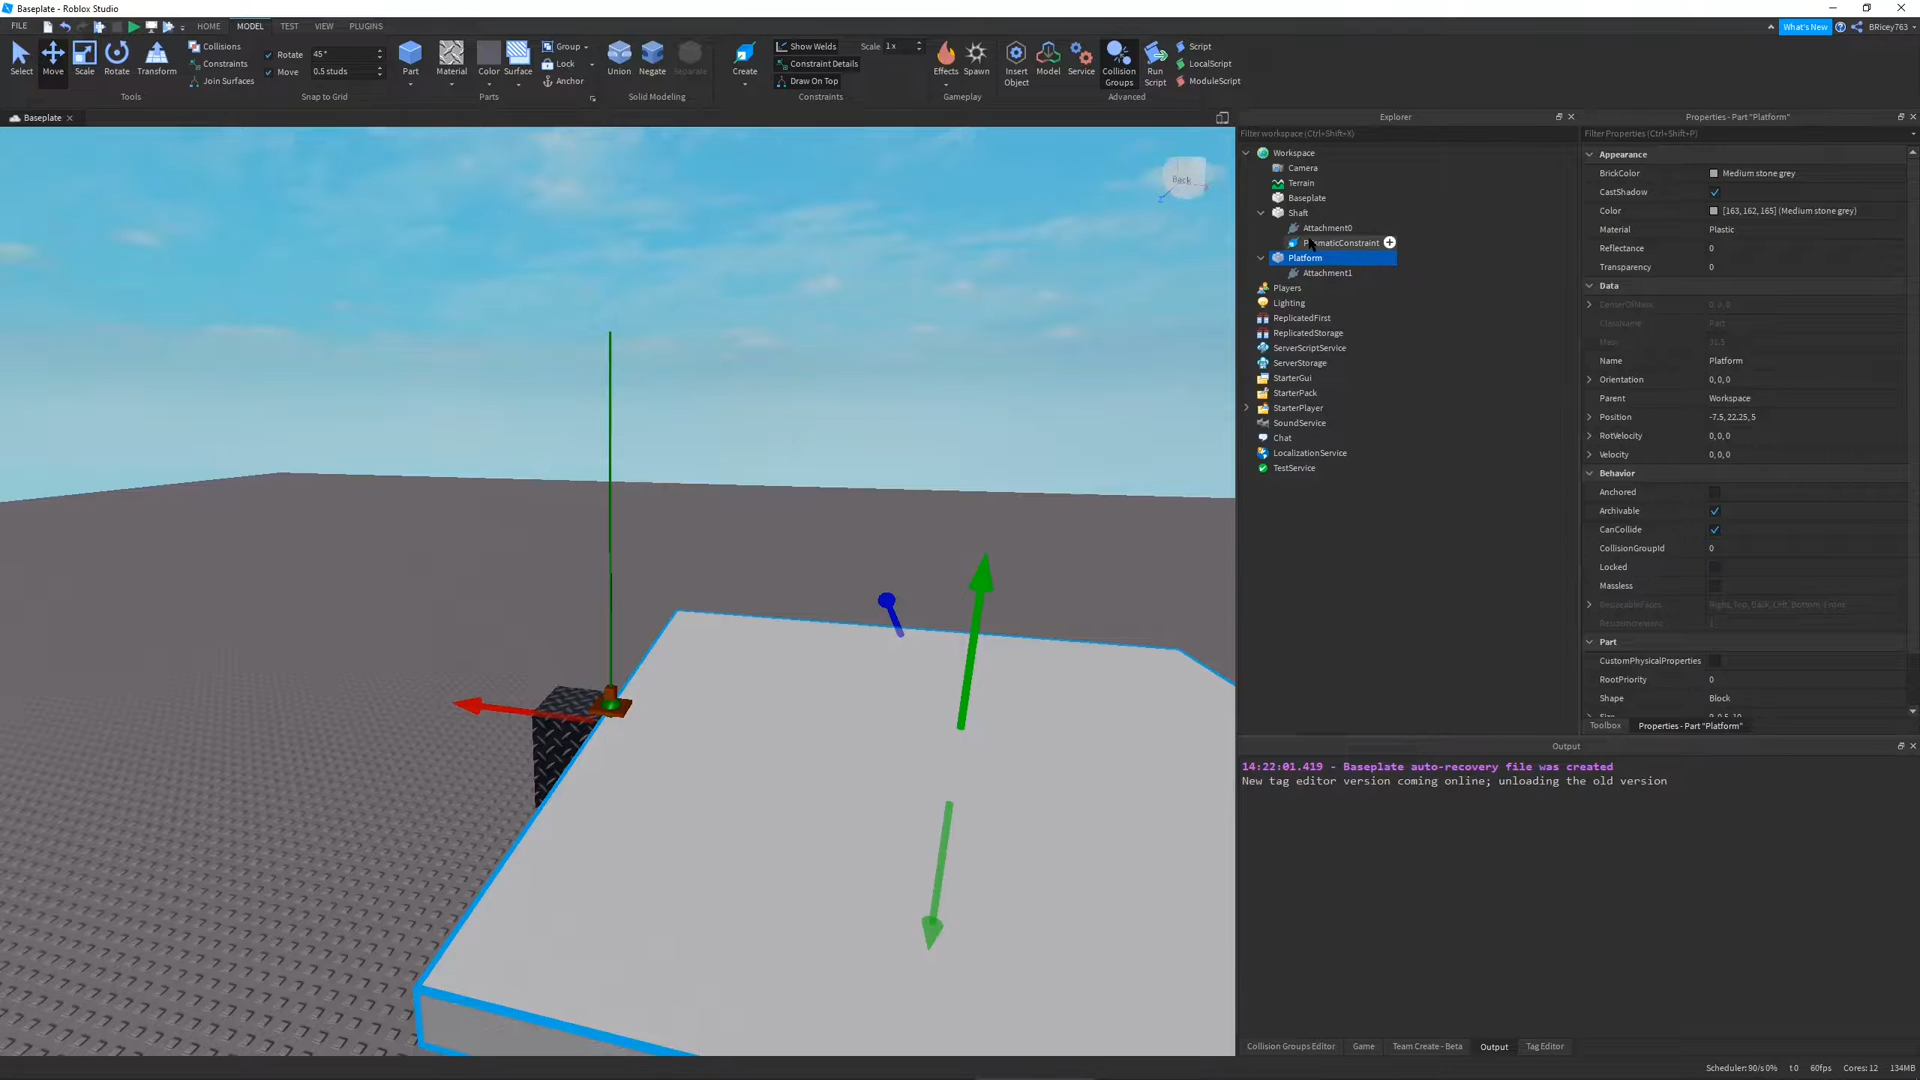 Baseplate - Roblox Studio
FILE HOME MODEL TEST VIEW PLUGINS What's New BRicey763
Select Move Scale Rotate Transform
Collisions
Constraints
Join Surfaces
Tools
Rotate 45°
Move 0.5 studs
Snap to Grid
Part Material Color Surface
Group
Lock
Anchor
Parts
Union Negate Separate
Solid Modeling
Create
Show Welds
Constraint Details
Draw On Top
Scale 1x
Constraints
Effects Spawn
Gameplay
Insert Object Model Service Collision Groups Run Script
Script
LocalScript
ModuleScript
Advanced
Baseplate
Back
Explorer
Filter workspace (Ctrl+Shift+X)
Workspace
Camera
Terrain
Baseplate
Shaft
Attachment0
maticConstraint
Platform
Attachment1
Players
Lighting
ReplicatedFirst
ReplicatedStorage
ServerScriptService
ServerStorage
StarterGui
StarterPack
StarterPlayer
SoundService
Chat
LocalizationService
TestService
Properties - Part "Platform"
Filter Properties (Ctrl+Shift+P)
Appearance
BrickColor Medium stone grey
CastShadow
Color [163, 162, 165] (Medium stone grey)
Material Plastic
Reflectance 0
Transparency 0
Data
CenterOfMass 0, 0, 0
ClassName Part
Mass 31.5
Name Platform
Orientation 0, 0, 0
Parent Workspace
Position -7.5, 22.25, 5
RotVelocity 0, 0, 0
Velocity 0, 0, 0
Behavior
Anchored
Archivable
CanCollide
CollisionGroupId 0
Locked
Massless
ResizeableFaces Right, Top, Back, Left, Bottom, Front
ResizeIncrement 1
Part
CustomPhysicalProperties
RootPriority 0
Shape Block
Toolbox Properties - Part "Platform"
Output
14:22:01.419 - Baseplate auto-recovery file was created
New tag editor version coming online; unloading the old version
Collision Groups Editor Game Team Create - Beta Output Tag Editor
Scheduler: 90/s 0% t 0 60fps Cores: 12 134MB